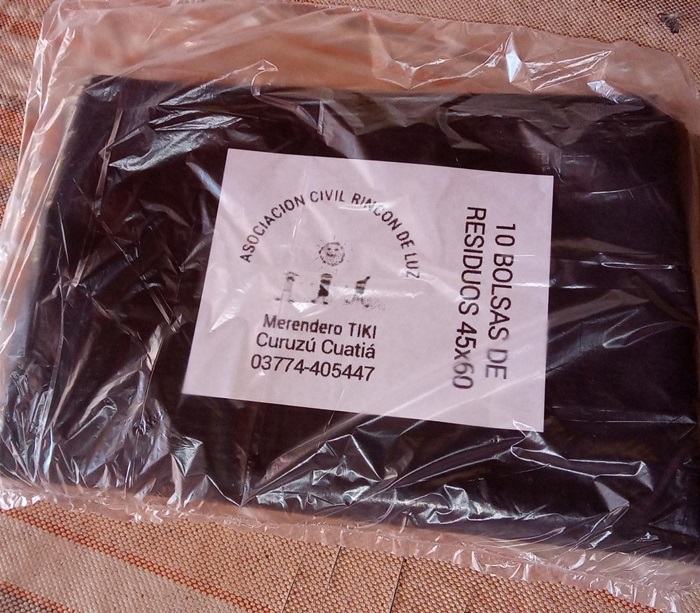 ASOCIACION CIVIL RINCON DE LUZ
Merendero TIKI
Curuzú Cuatiá
03774-405447
10 BOLSAS DE
RESIDUOS 45x60